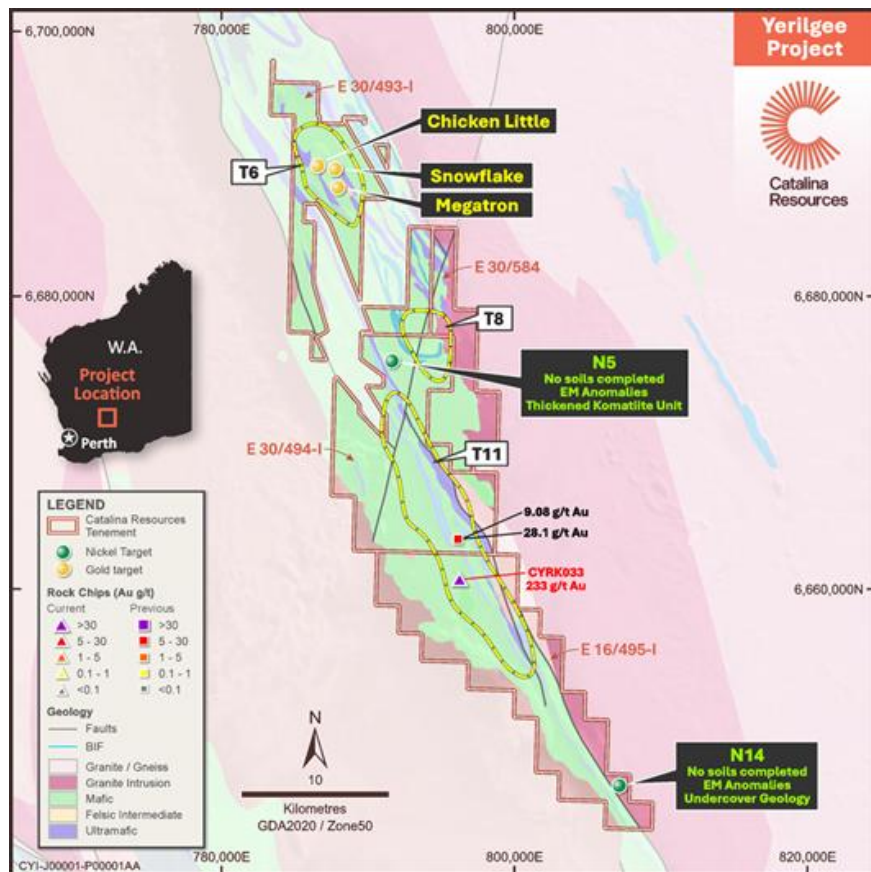 6,700,000N
780,000E
800,000E
Yerilgee
Project
Catalina
Resources
E 30/493-I
Chicken Little
T6
Snowflake
Megatron
E 30/584
6,680,000N
6,680,000N
T8
W.A.
Project
Location
Perth
N5
No soils completed
EM Anomalies
Thickened Komatiite Unit
E 30/494-I
T11
9.08 g/t Au
28.1 g/t Au
CYRK033
233 g/t Au
6,660,000N
E 16/495-I
LEGEND
Catalina Resources
Tenement
Nickel Target
Gold target
Rock Chips (Au g/t)
Current Previous
>30 >30
5 - 30 5 - 30
1 - 5 1 - 5
0.1 - 1 0.1 - 1
<0.1 <0.1
Geology
Faults
BIF
Granite / Gneiss
Granite Intrusion
Mafic
Felsic Intermediate
Ultramafic
N
10
Kilometres
GDA2020 / Zone50
N14
No soils completed
EM Anomalies
Undercover Geology
CYI-J00001-P00001AA
780,000E
800,000E
820,000E